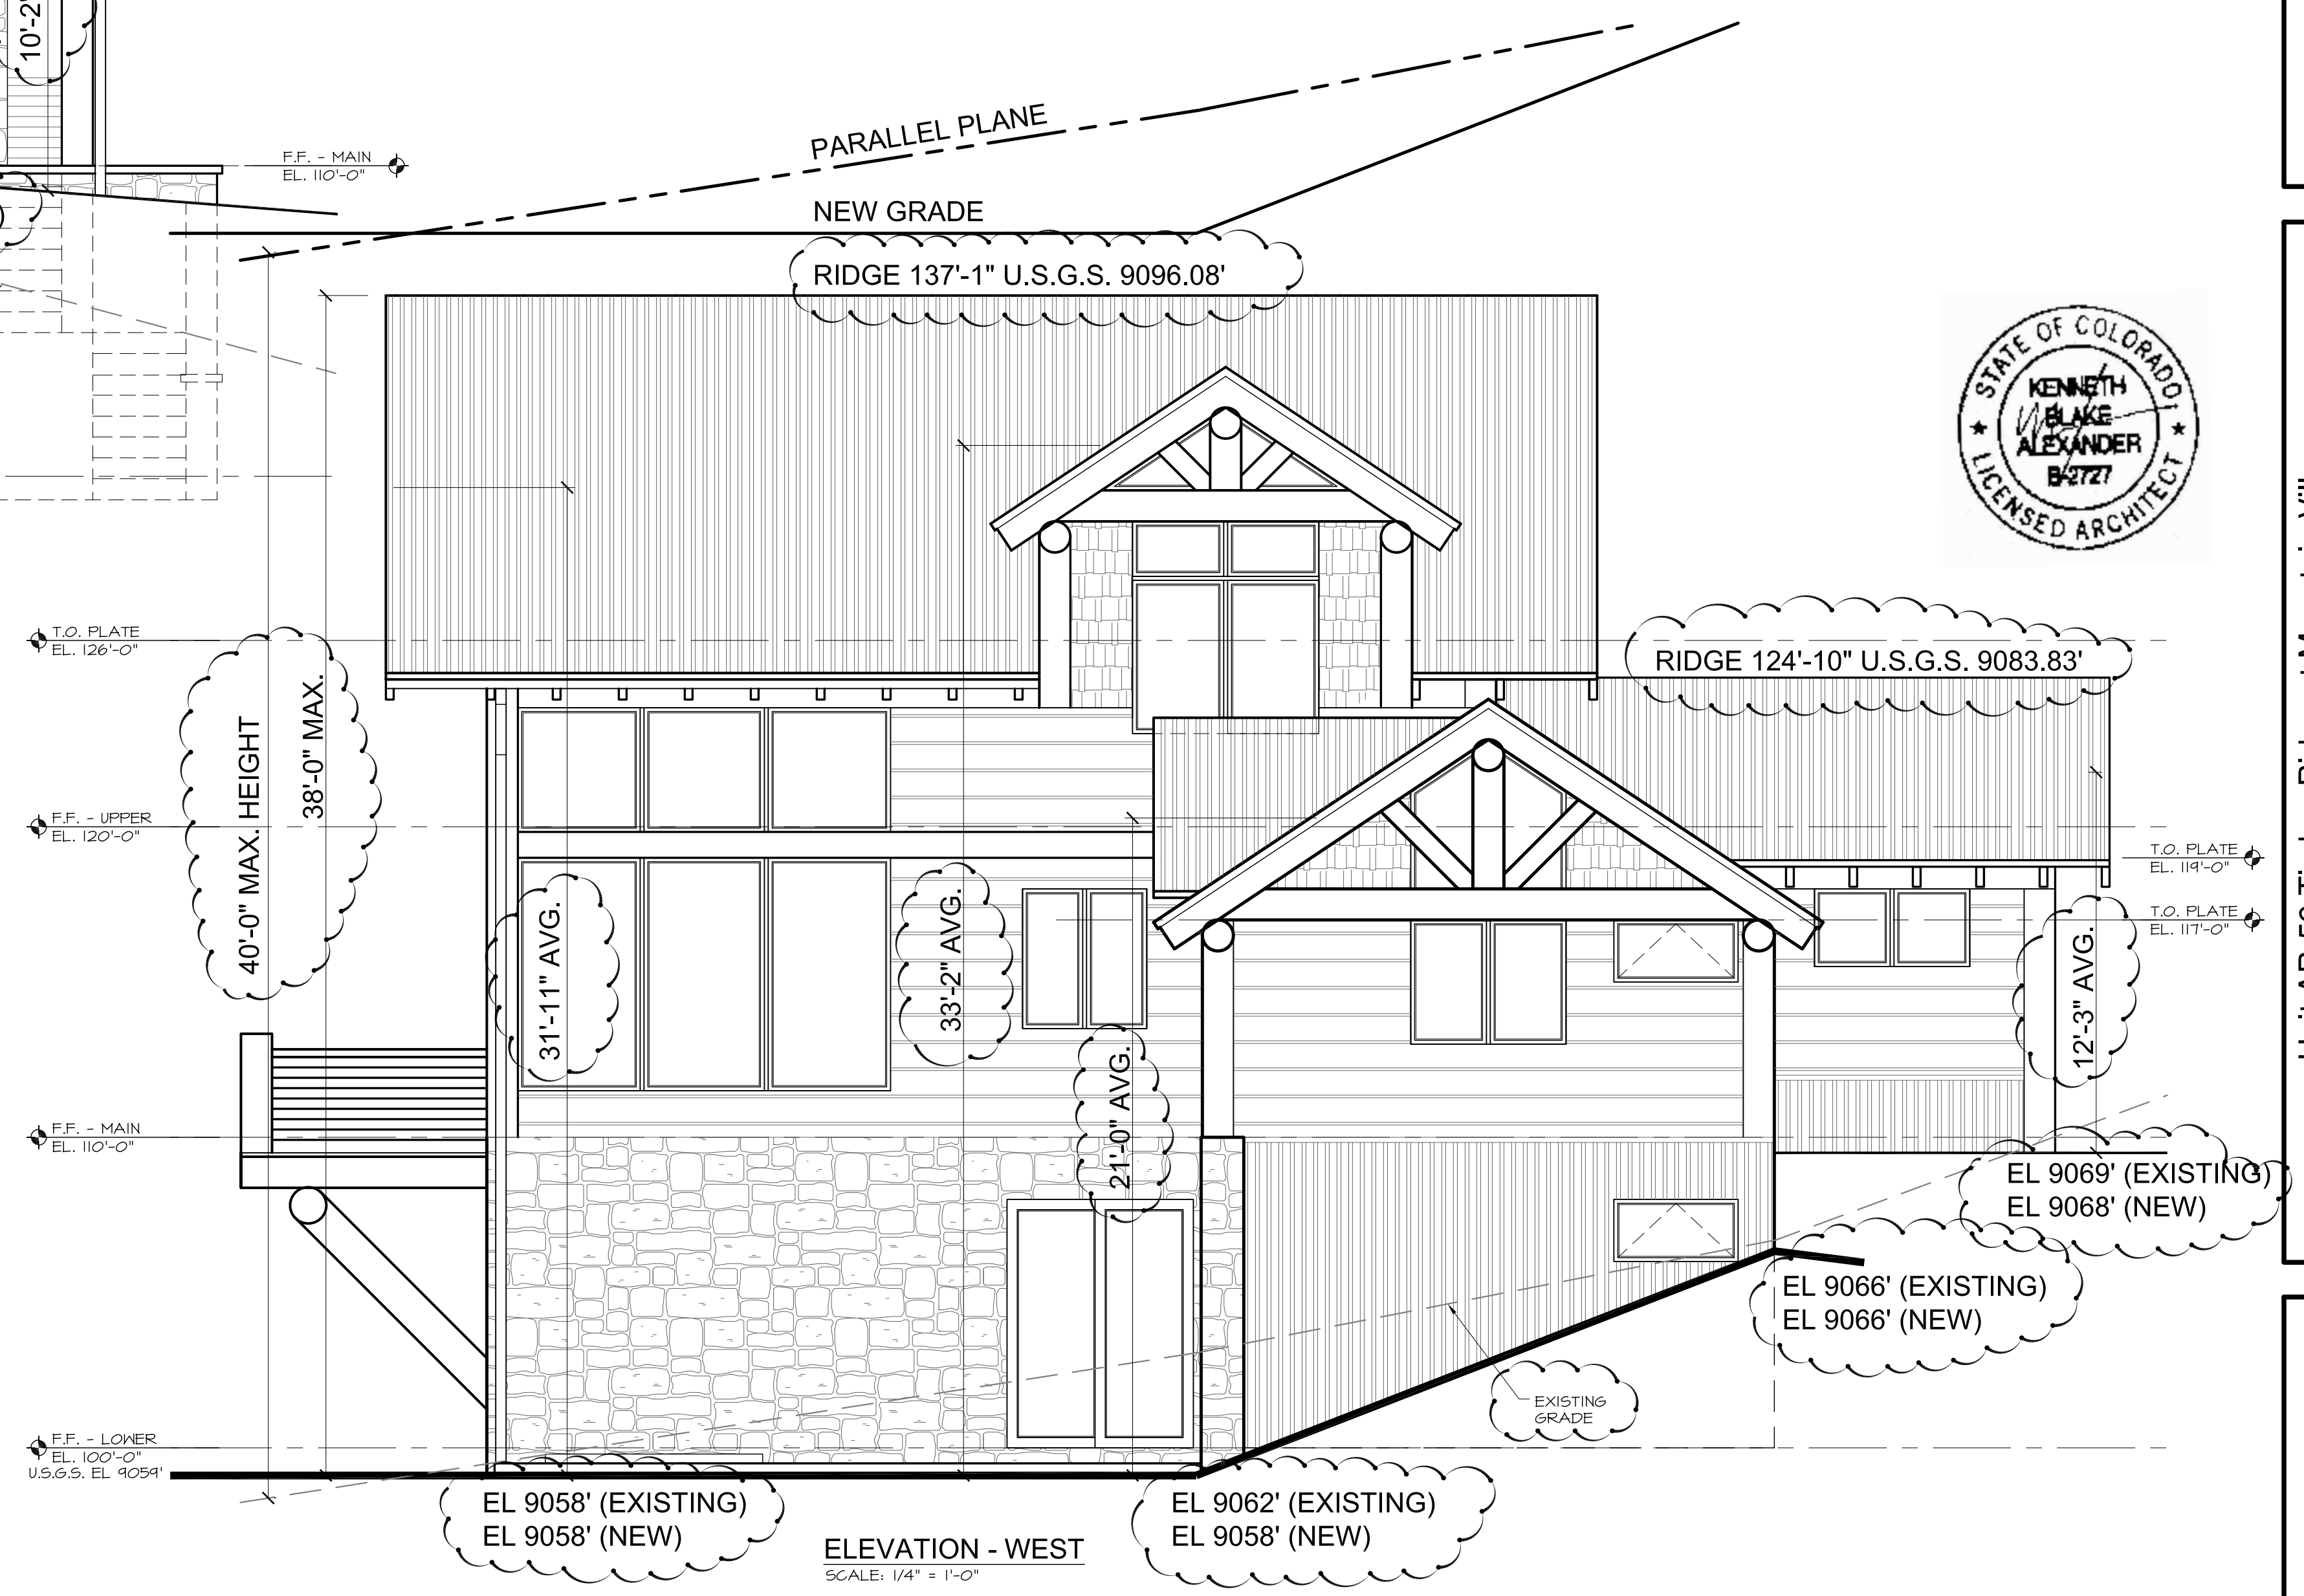 10'-2"
F.F. - MAIN
EL. 110'-0"
PARALLEL PLANE
NEW GRADE
RIDGE 137'-1" U.S.G.S. 9096.08'
STATE OF COLORADO
KENNETH
BLAKE
ALEXANDER
B-2727
LICENSED ARCHITECT
T.O. PLATE
EL. 126'-0"
RIDGE 124'-10" U.S.G.S. 9083.83'
40'-0" MAX. HEIGHT
38'-0" MAX.
F.F. - UPPER
EL. 120'-0"
T.O. PLATE
EL. 119'-0"
T.O. PLATE
EL. 117'-0"
31'-11" AVG.
33'-2" AVG.
21'-0" AVG.
12'-3" AVG.
F.F. - MAIN
EL. 110'-0"
EL 9069' (EXISTING)
EL 9068' (NEW)
EL 9066' (EXISTING)
EL 9066' (NEW)
EXISTING
GRADE
F.F. - LOWER
EL. 100'-0"
U.S.G.S. EL 9059'
EL 9058' (EXISTING)
EL 9058' (NEW)
EL 9062' (EXISTING)
EL 9058' (NEW)
ELEVATION - WEST
SCALE: 1/4" = 1'-0"